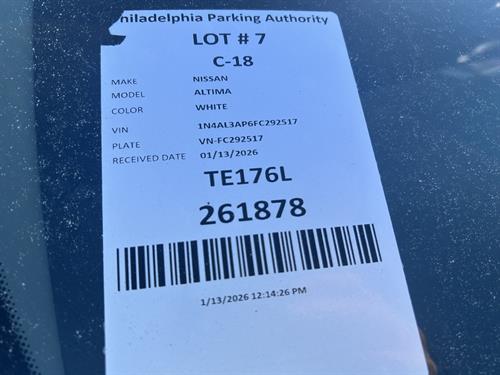 Philadelphia Parking Authority
LOT # 7
C-18
MAKE NISSAN
MODEL ALTIMA
COLOR WHITE
VIN 1N4AL3AP6FC292517
PLATE VN-FC292517
RECEIVED DATE 01/13/2026
TE176L
261878
1/13/2026 12:14:26 PM